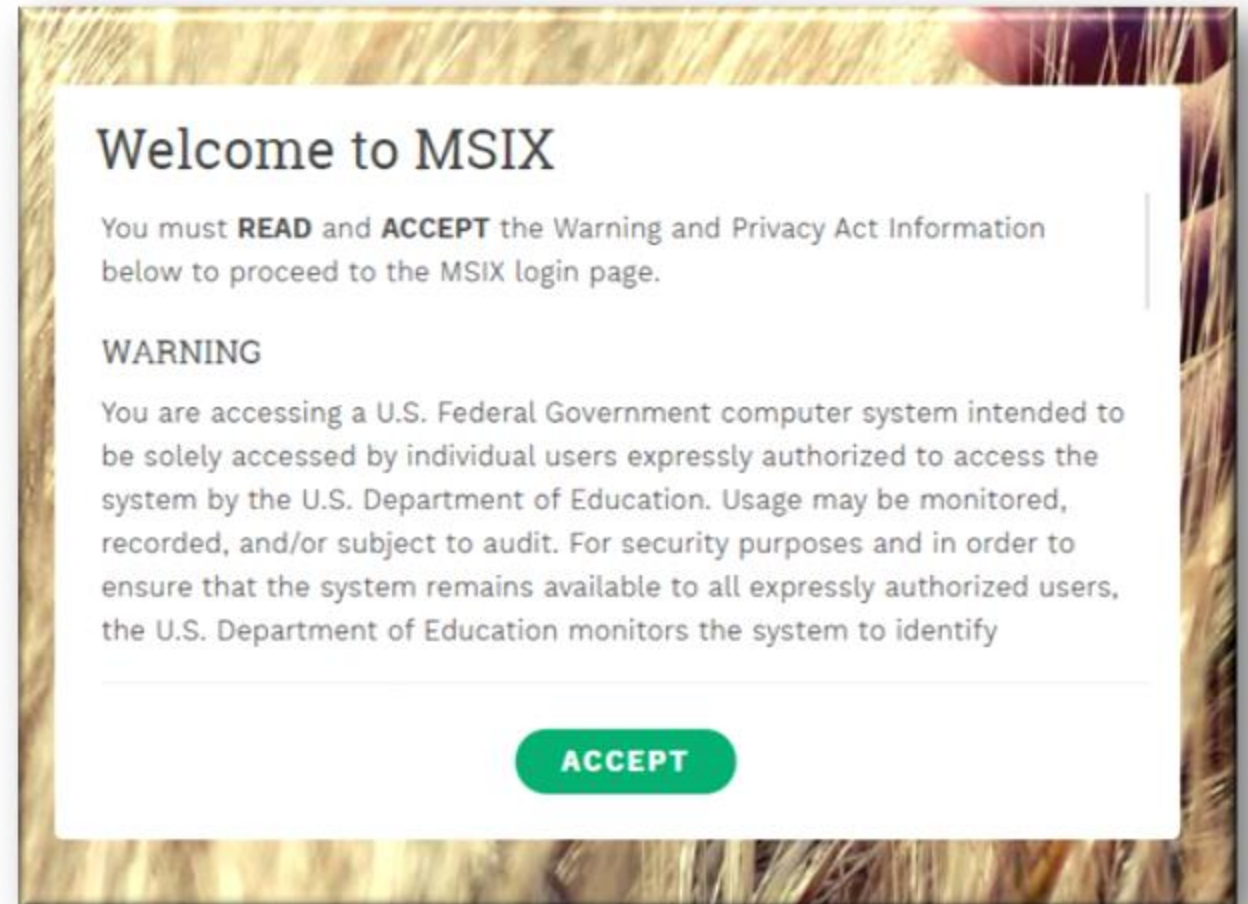 Welcome to MSIX
You must READ and ACCEPT the Warning and Privacy Act Information
below to proceed to the MSIX login page.
WARNING
You are accessing a U.S. Federal Government computer system intended to
be solely accessed by individual users expressly authorized to access the
system by the U.S. Department of Education. Usage may be monitored,
recorded, and/or subject to audit. For security purposes and in order to
ensure that the system remains available to all expressly authorized users,
the U.S. Department of Education monitors the system to identify
ACCEPT